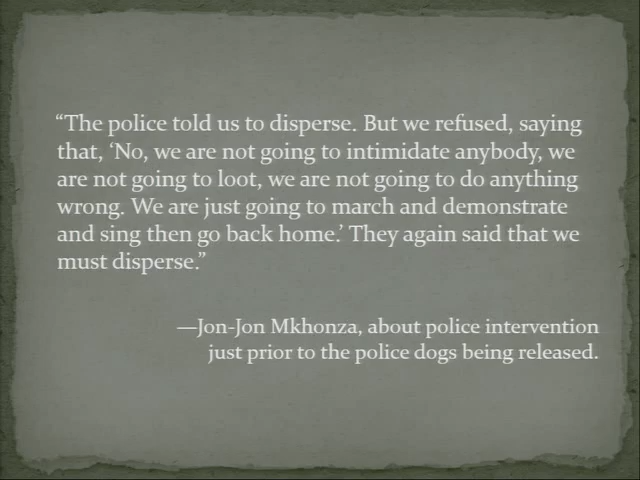 “The police told us to disperse. But we refused, saying
that, ‘No, we are not going to intimidate anybody, we
are not going to loot, we are not going to do anything
wrong. We are just going to march and demonstrate
and sing then go back home.’ They again said that we
must disperse.”
—Jon-Jon Mkhonza, about police intervention
just prior to the police dogs being released.